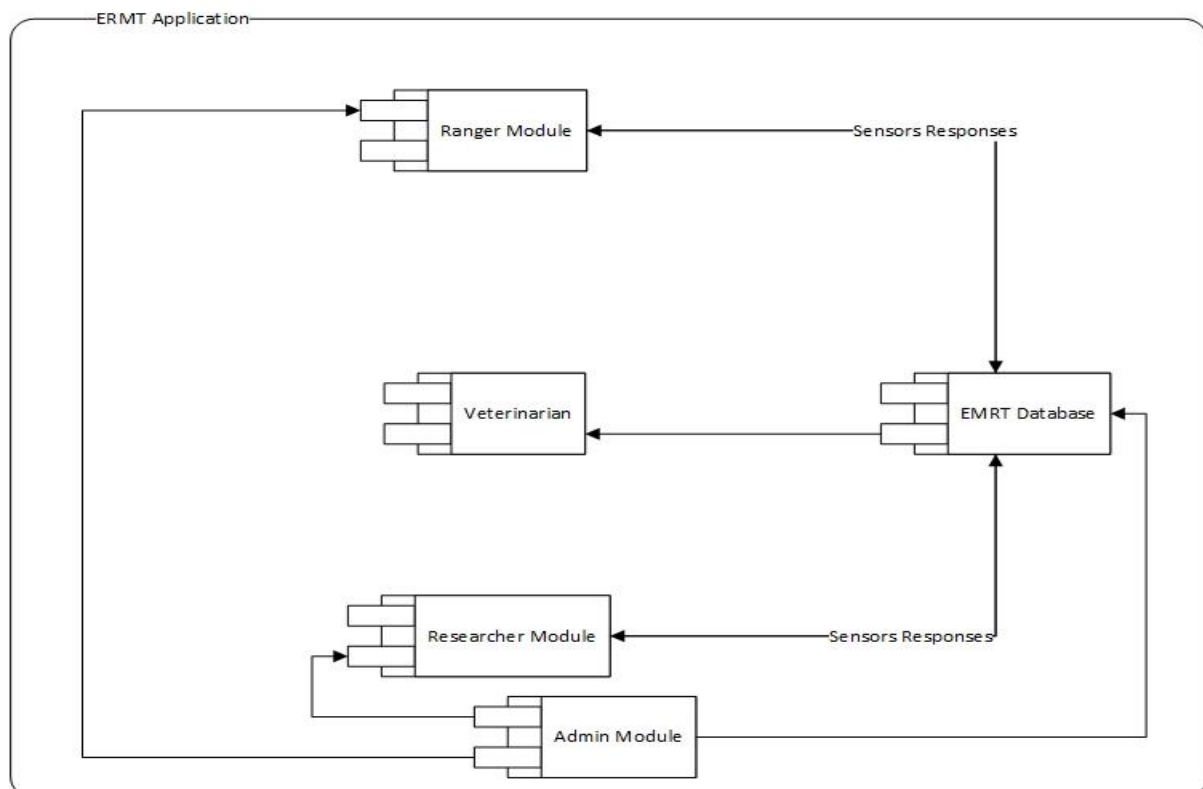 ERMT Application
Ranger Module
Sensors Responses
Veterinarian
EMRT Database
Researcher Module
Sensors Responses
Admin Module